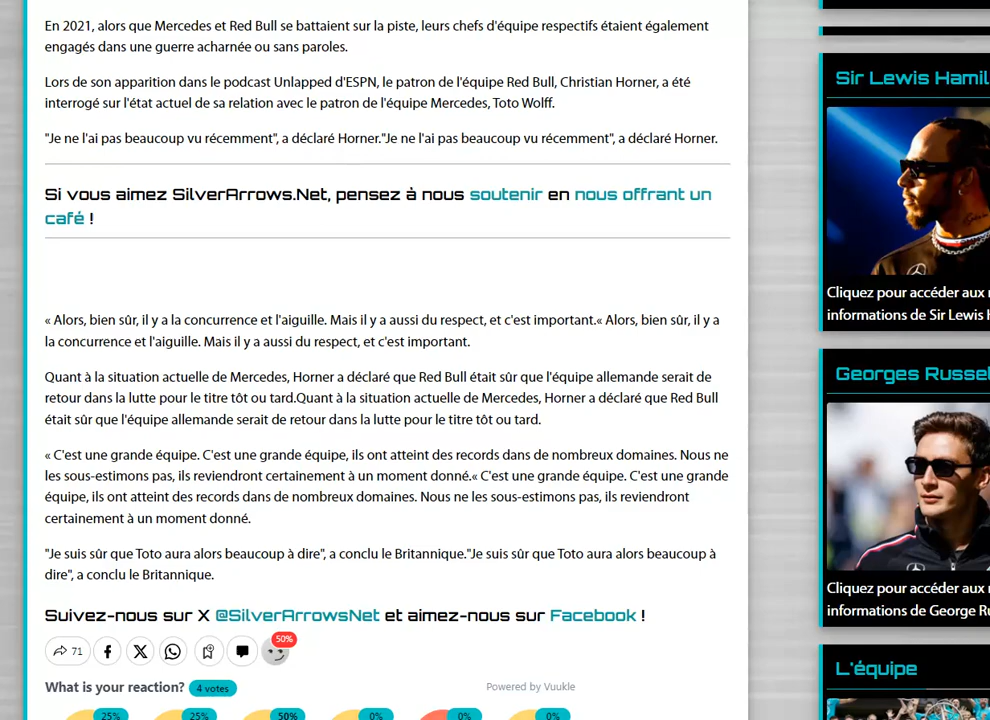 En 2021, alors que Mercedes et Red Bull se battaient sur la piste, leurs chefs d'équipe respectifs étaient également
engagés dans une guerre acharnée ou sans paroles.
Lors de son apparition dans le podcast Unlapped d'ESPN, le patron de l'équipe Red Bull, Christian Horner, a été
interrogé sur l'état actuel de sa relation avec le patron de l'équipe Mercedes, Toto Wolff.
"Je ne l'ai pas beaucoup vu récemment", a déclaré Horner."Je ne l'ai pas beaucoup vu récemment", a déclaré Horner.
Si vous aimez SilverArrows.Net, pensez à nous soutenir en nous offrant un
café !
« Alors, bien sûr, il y a la concurrence et l'aiguille. Mais il y a aussi du respect, et c'est important.« Alors, bien sûr, il y a
la concurrence et l'aiguille. Mais il y a aussi du respect, et c'est important.
Quant à la situation actuelle de Mercedes, Horner a déclaré que Red Bull était sûr que l'équipe allemande serait de
retour dans la lutte pour le titre tôt ou tard.Quant à la situation actuelle de Mercedes, Horner a déclaré que Red Bull
était sûr que l'équipe allemande serait de retour dans la lutte pour le titre tôt ou tard.
« C'est une grande équipe. C'est une grande équipe, ils ont atteint des records dans de nombreux domaines. Nous ne
les sous-estimons pas, ils reviendront certainement à un moment donné.« C'est une grande équipe. C'est une grande
équipe, ils ont atteint des records dans de nombreux domaines. Nous ne les sous-estimons pas, ils reviendront
certainement à un moment donné.
"Je suis sûr que Toto aura alors beaucoup à dire", a conclu le Britannique."Je suis sûr que Toto aura alors beaucoup à
dire", a conclu le Britannique.
Suivez-nous sur X @SilverArrowsNet et aimez-nous sur Facebook !
71
50%
What is your reaction? 4 votes
Powered by Vuukle
25% 25% 50% 0% 0% 0%
Sir Lewis Hamil
Cliquez pour accéder aux
informations de Sir Lewis
Georges Russel
Cliquez pour accéder aux
informations de George Ru
L'équipe